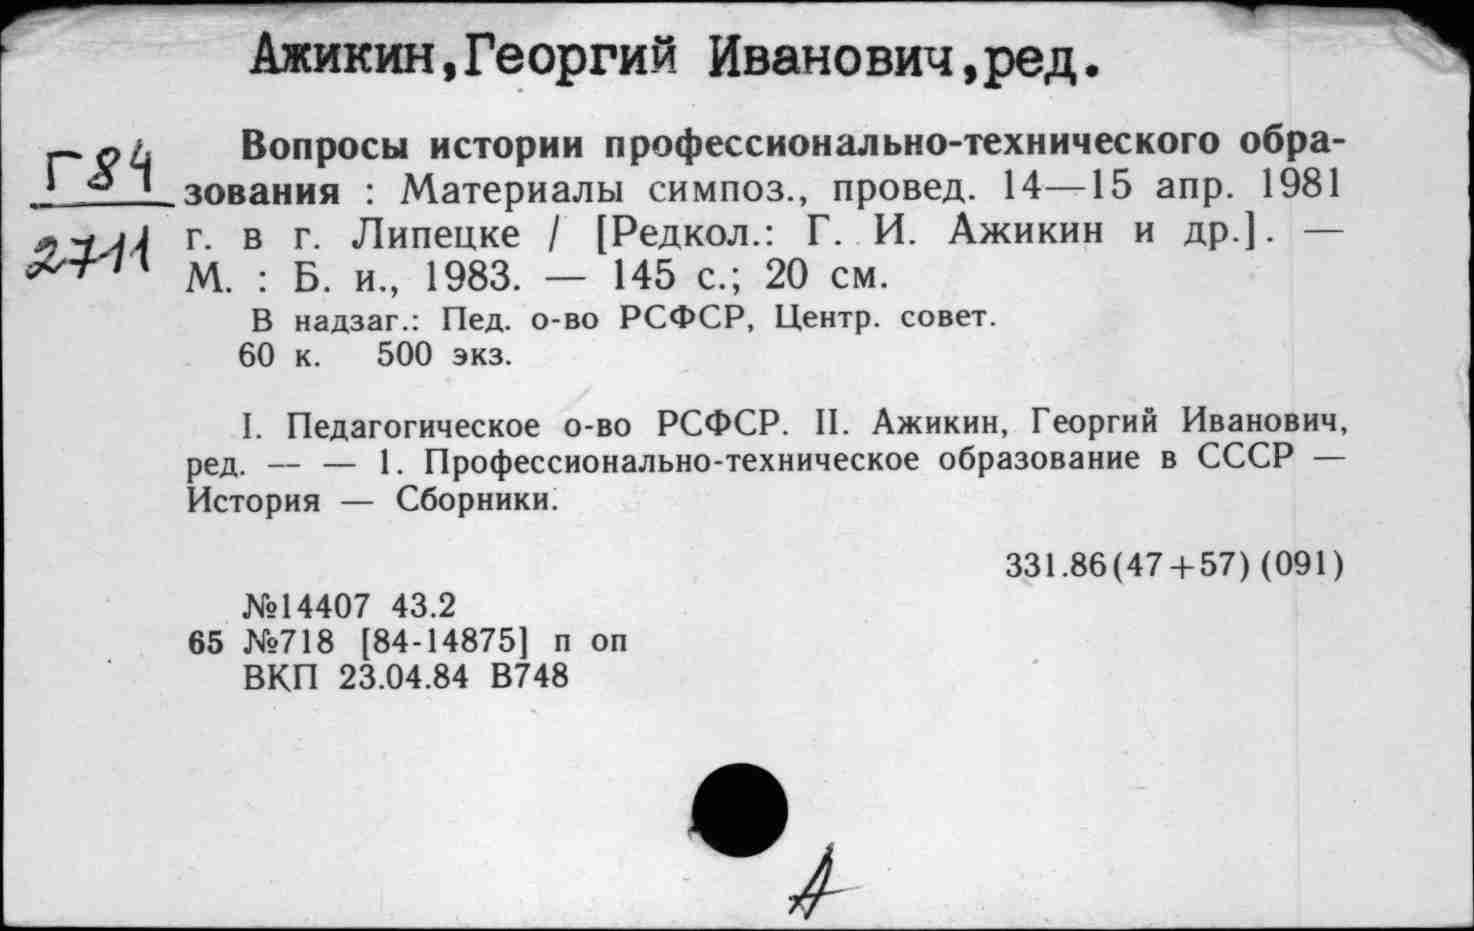 Ажикин,Георгий Иванович,ред.
Г84
2711
Вопросы истории профессионально-технического обра-
зования : Материалы симпоз., провед. 14—15 апр. 1981
г. в г. Липецке / [Редкол.: Г. И. Ажикин и др.]. —
М. : Б. и., 1983. — 145 с.; 20 см.
В надзаг.: Пед. о-во РСФСР, Центр. совет.
60 к. 500 экз.
I. Педагогическое о-во РСФСР. II. Ажикин, Георгий Иванович,
ред. — — 1. Профессионально-техническое образование в СССР —
История — Сборники.
331.86(47+57)(091)
№14407 43.2
65 №718 [84-14875] п оп
ВКП 23.04.84 В748
А